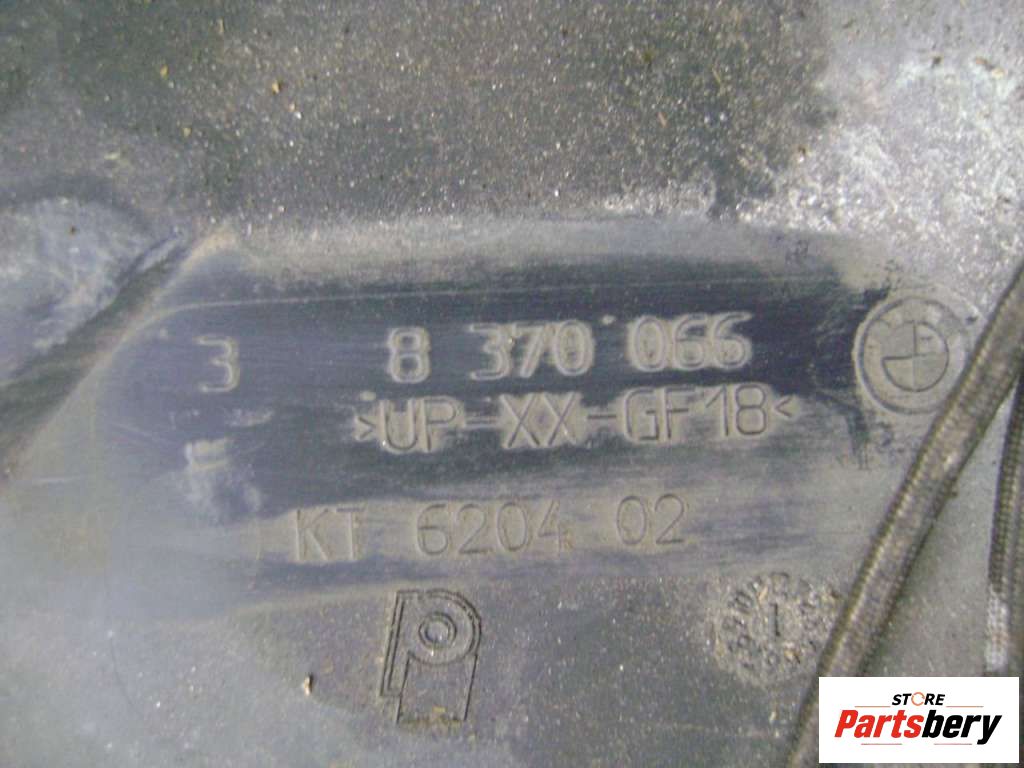 3 8 370 066
>UP-XX-GF18<
KT 6204 02
STORE
Partsbery